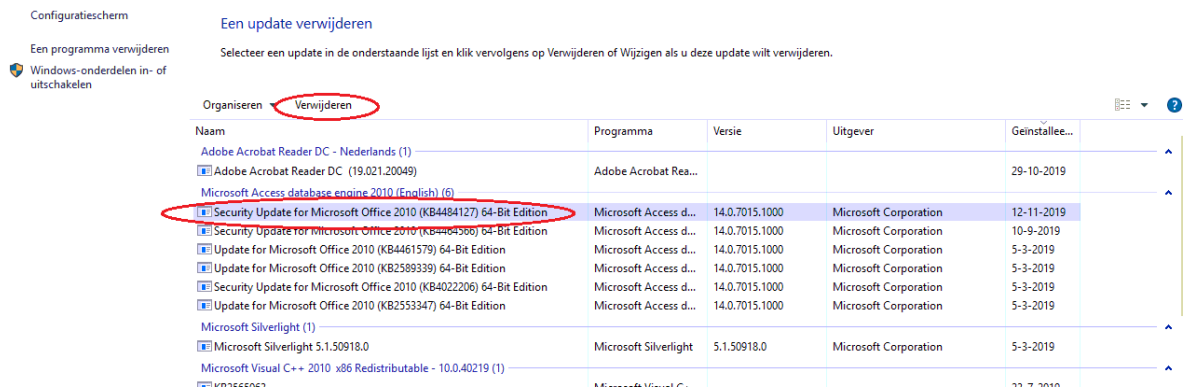 Configuratiescherm
Een update verwijderen
Een programma verwijderen
Selecteer een update in de onderstaande lijst en klik vervolgens op Verwijderen of Wijzigen als u deze update wilt verwijderen.
Windows-onderdelen in- of
uitschakelen
Organiseren Verwijderen
Naam Programma Versie Uitgever Geïnstallee...
Adobe Acrobat Reader DC - Nederlands (1)
Adobe Acrobat Reader DC (19.021.20049) Adobe Acrobat Rea... 29-10-2019
Microsoft Access database engine 2010 (English) (6)
Security Update for Microsoft Office 2010 (KB4484127) 64-Bit Edition Microsoft Access d... 14.0.7015.1000 Microsoft Corporation 12-11-2019
Security Update for Microsoft Office 2010 (KB4464566) 64-Bit Edition Microsoft Access d... 14.0.7015.1000 Microsoft Corporation 10-9-2019
Update for Microsoft Office 2010 (KB4461579) 64-Bit Edition Microsoft Access d... 14.0.7015.1000 Microsoft Corporation 5-3-2019
Update for Microsoft Office 2010 (KB2589339) 64-Bit Edition Microsoft Access d... 14.0.7015.1000 Microsoft Corporation 5-3-2019
Security Update for Microsoft Office 2010 (KB4022206) 64-Bit Edition Microsoft Access d... 14.0.7015.1000 Microsoft Corporation 5-3-2019
Update for Microsoft Office 2010 (KB2553347) 64-Bit Edition Microsoft Access d... 14.0.7015.1000 Microsoft Corporation 5-3-2019
Microsoft Silverlight (1)
Microsoft Silverlight 5.1.50918.0 Microsoft Silverlight 5.1.50918.0 Microsoft Corporation 5-3-2019
Microsoft Visual C++ 2010 x86 Redistributable - 10.0.40219 (1)